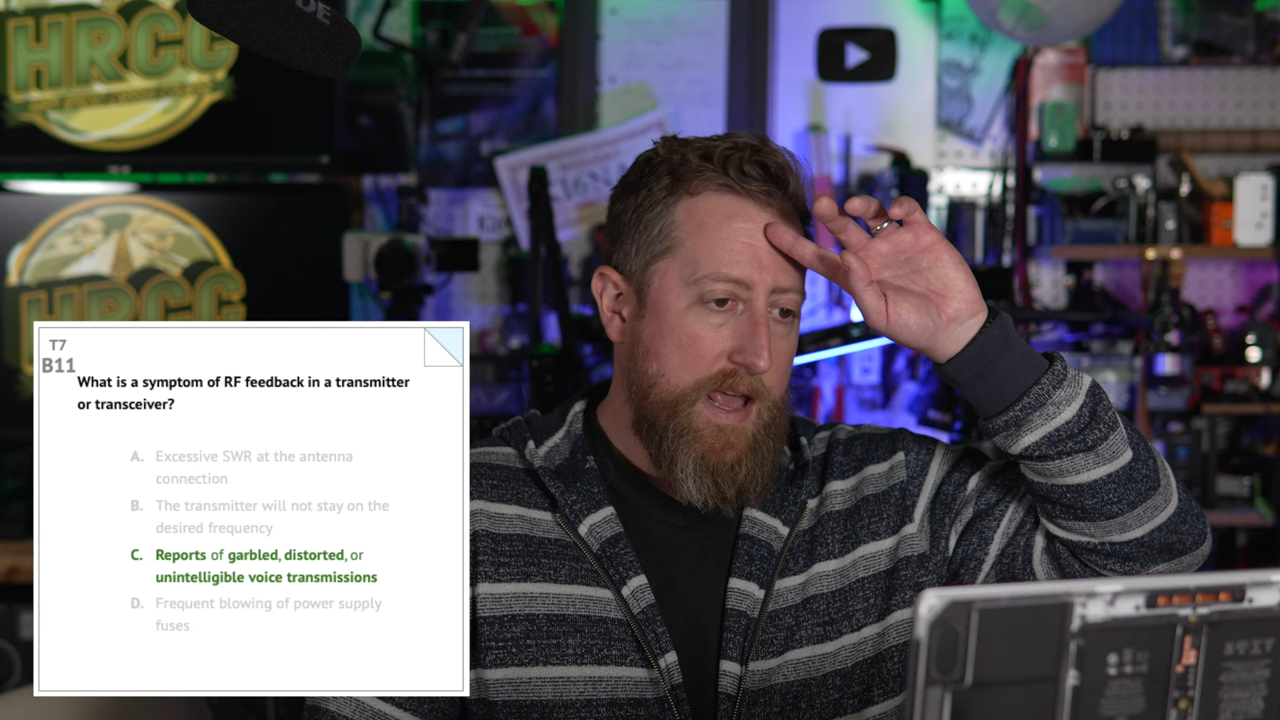 DE
HRCC
HRCC
T7
B11
What is a symptom of RF feedback in a transmitter
or transceiver?
A. Excessive SWR at the antenna
connection
B. The transmitter will not stay on the
desired frequency
C. Reports of garbled, distorted, or
unintelligible voice transmissions
D. Frequent blowing of power supply
fuses